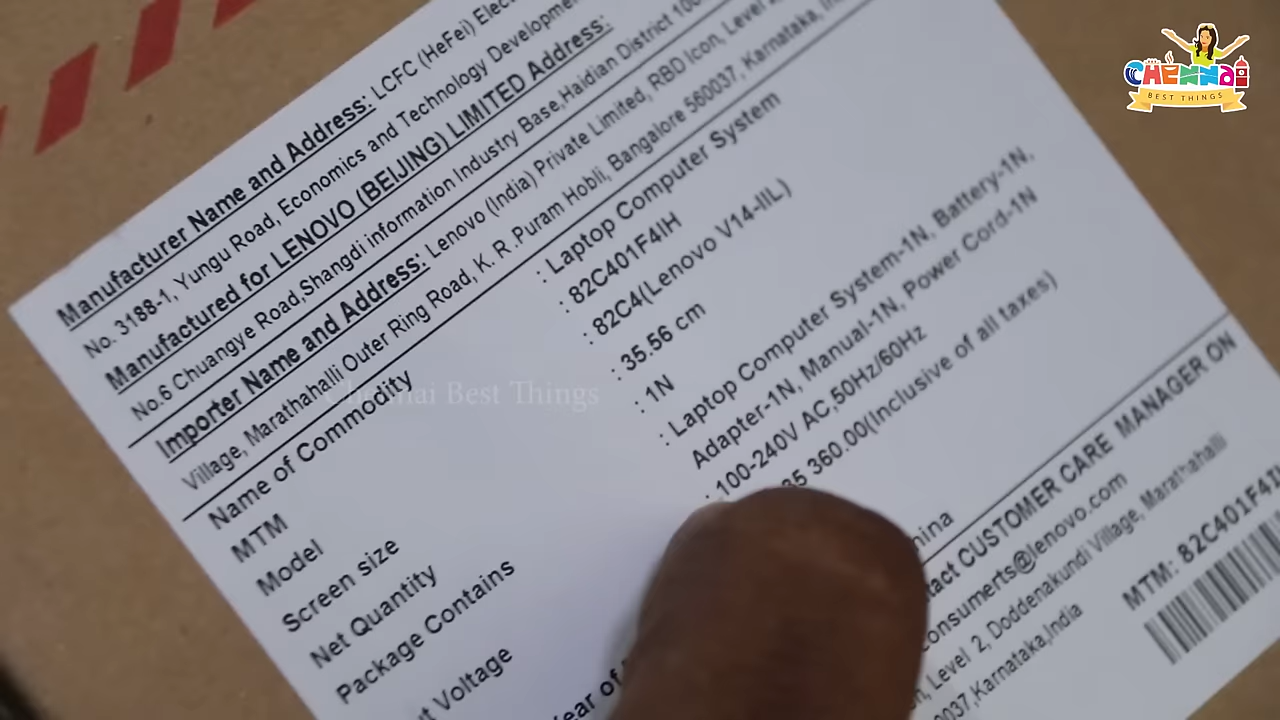 CHENNAI
BEST THINGS
Manufacturer Name and Address: LCFC (HeFei)
No. 3188-1, Yungu Road, Economics and Technology Development
Manufactured for LENOVO (BEIJING) LIMITED Address:
No.6 Chuangye Road,Shangdi information Industry Base,Haidian District
Importer Name and Address: Lenovo (India) Private Limited, RBD Icon, Level
Village, Marathahalli Outer Ring Road, K. R .Puram Hobli, Bangalore 560037, Karnataka,
Name of Commodity : Laptop Computer System
MTM : 82C401F4IH
Model : 82C4(Lenovo V14-IIL)
Screen size : 35.56 cm
Net Quantity : 1N
Package Contains : Laptop Computer System-1N, Battery-1N,
Adapter-1N, Manual-1N, Power Cord-1N
Voltage : 100-240V AC,50Hz/60Hz
35 360.00(Inclusive of all taxes)
CUSTOMER CARE MANAGER ON
consumerts@lenovo.com
Level 2, Doddenakundi Village, Marathahalli
Karnataka,India
MTM: 82C401F4I
Chennai Best Things